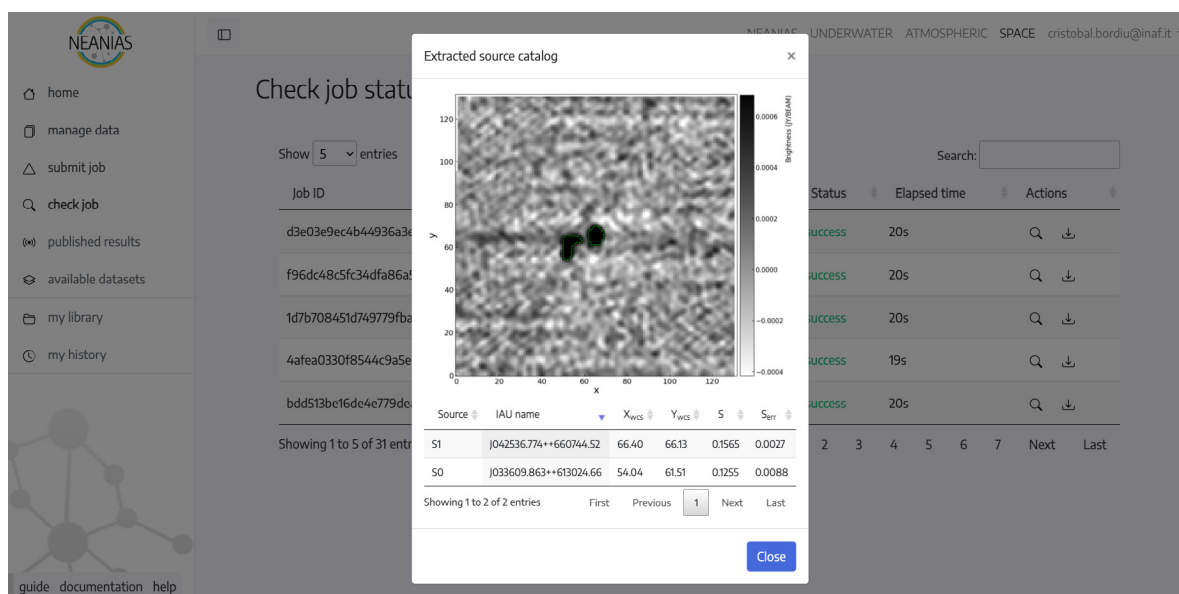 NEANIAS
NEANIAS UNDERWATER ATMOSPHERIC SPACE cristobal.bordiu@inaf.it
home
manage data
submit job
check job
published results
available datasets
my library
my history
guide documentation help
Check job statu
Show 5 entries
Search:
Job ID Status Elapsed time Actions
d3e03e9ec4b44936a3e success 20s
f96dc48c5fc34dfa86a5 success 20s
1d7b708451d749779fba success 20s
4afea0330f8544c9a5e success 19s
bdd513be16de4e779de success 20s
Showing 1 to 5 of 31 entr 2 3 4 5 6 7 Next Last
Extracted source catalog ×
120
100
80
60
40
20
0
y
0 20 40 60 80 100 120
x
0.0006
0.0004
0.0002
0.0000
−0.0002
−0.0004
Brightness (JY/BEAM)
Source IAU name Xwcs Ywcs S Serr
S1 J042536.774++660744.52 66.40 66.13 0.1565 0.0027
S0 J033609.863++613024.66 54.04 61.51 0.1255 0.0088
Showing 1 to 2 of 2 entries First Previous 1 Next Last
Close